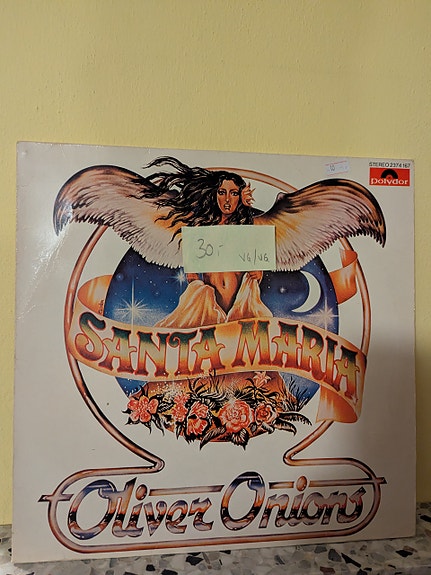 STEREO 2374 167
polydor
30,-
VG/VG
SANTA MARIA
Oliver Onions